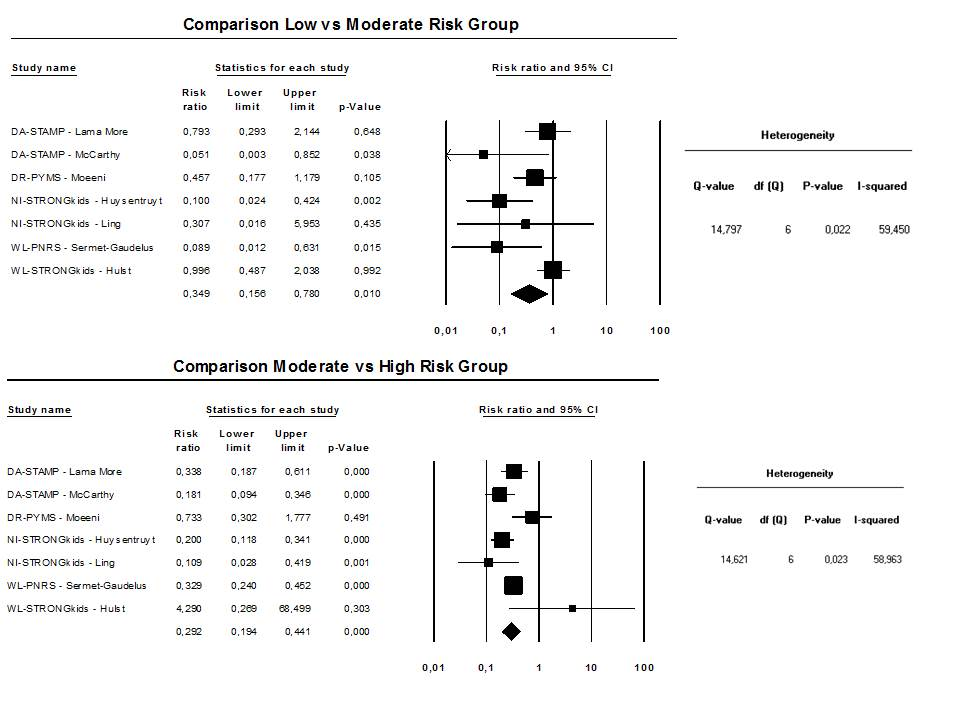 Comparison Low vs Moderate Risk Group
Study name Statistics for each study Risk ratio and 95% CI
Risk Lower Upper
ratio limit limit p-Value
Heterogeneity
DA-STAMP - Lama More 0,793 0,293 2,144 0,648
DA-STAMP - McCarthy 0,051 0,003 0,852 0,038
DR-PYMS - Moeeni 0,457 0,177 1,179 0,105
Q-value df (Q) P-value I-squared
NI-STRONGkids - Huysentruyt 0,100 0,024 0,424 0,002
NI-STRONGkids - Ling 0,307 0,016 5,953 0,435
14,797 6 0,022 59,450
WL-PNRS - Sermet-Gaudelus 0,089 0,012 0,631 0,015
WL-STRONGkids - Hulst 0,996 0,487 2,038 0,992
0,349 0,156 0,780 0,010
0,01 0,1 1 10 100
Comparison Moderate vs High Risk Group
Study name Statistics for each study Risk ratio and 95% CI
Risk Lower Upper
ratio limit limit p-Value
DA-STAMP - Lama More 0,338 0,187 0,611 0,000
Heterogeneity
DA-STAMP - McCarthy 0,181 0,094 0,346 0,000
DR-PYMS - Moeeni 0,733 0,302 1,777 0,491
Q-value df (Q) P-value I-squared
NI-STRONGkids - Huysentruyt 0,200 0,118 0,341 0,000
NI-STRONGkids - Ling 0,109 0,028 0,419 0,001
14,621 6 0,023 58,963
WL-PNRS - Sermet-Gaudelus 0,329 0,240 0,452 0,000
WL-STRONGkids - Hulst 4,290 0,269 68,499 0,303
0,292 0,194 0,441 0,000
0,01 0,1 1 10 100